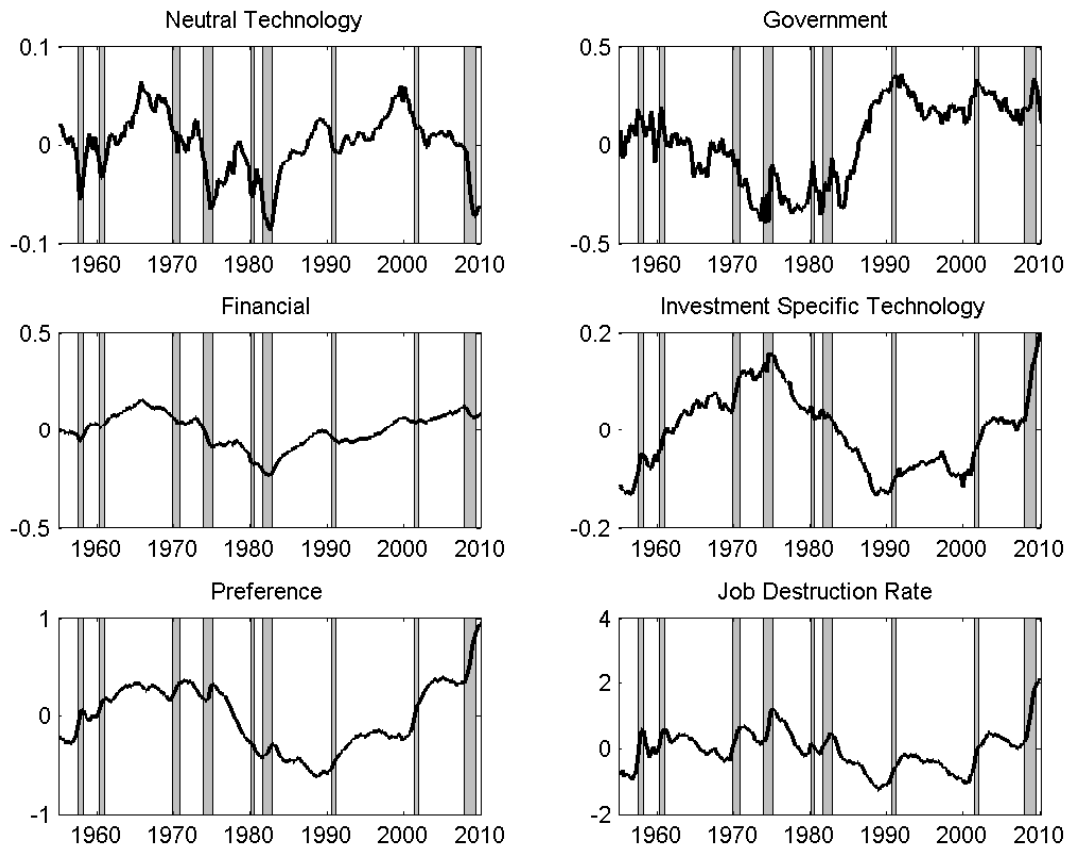 Neutral Technology
0.1
0
-0.1
1960 1970 1980 1990 2000 2010
Government
0.5
0
-0.5
1960 1970 1980 1990 2000 2010
Financial
0.5
0
-0.5
1960 1970 1980 1990 2000 2010
Investment Specific Technology
0.2
0
-0.2
1960 1970 1980 1990 2000 2010
Preference
1
0
-1
1960 1970 1980 1990 2000 2010
Job Destruction Rate
4
2
0
-2
1960 1970 1980 1990 2000 2010